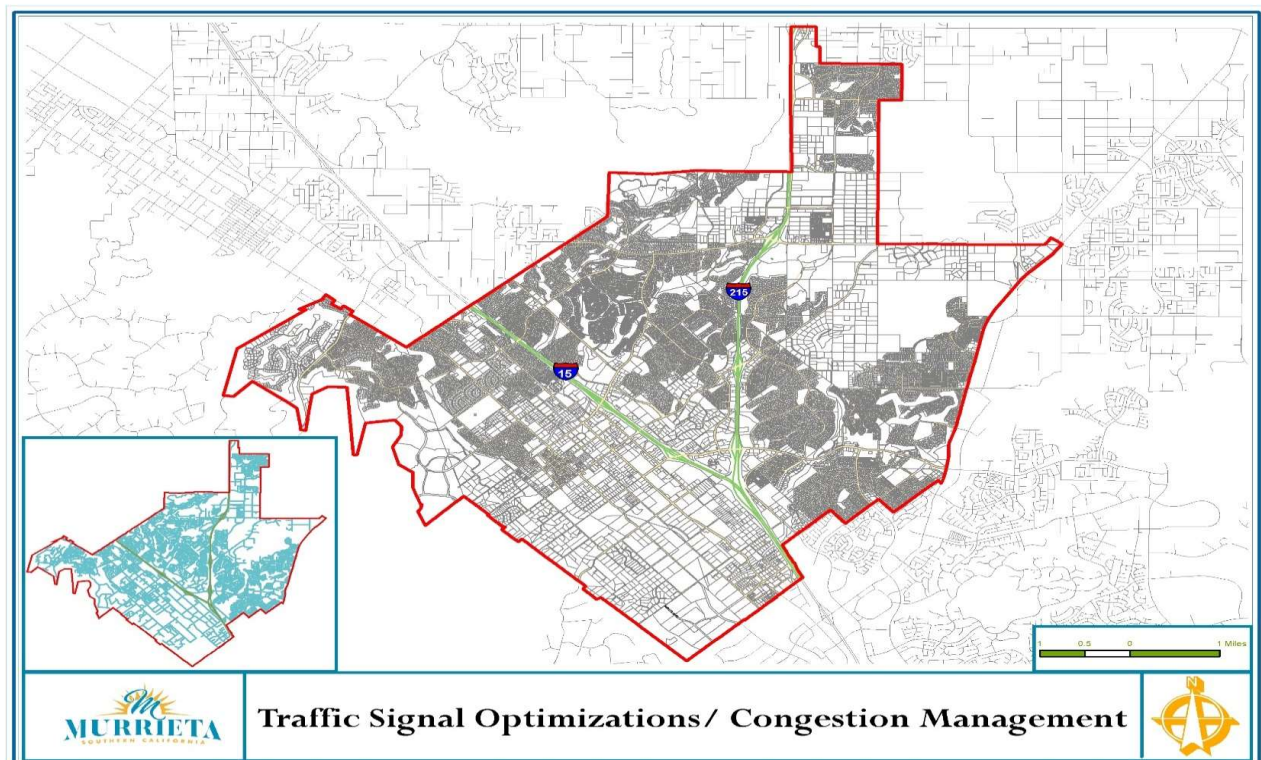 215
15
1 0.5 0 1 Miles
M
MURRIETA
SOUTHERN CALIFORNIA
Traffic Signal Optimizations/ Congestion Management
N